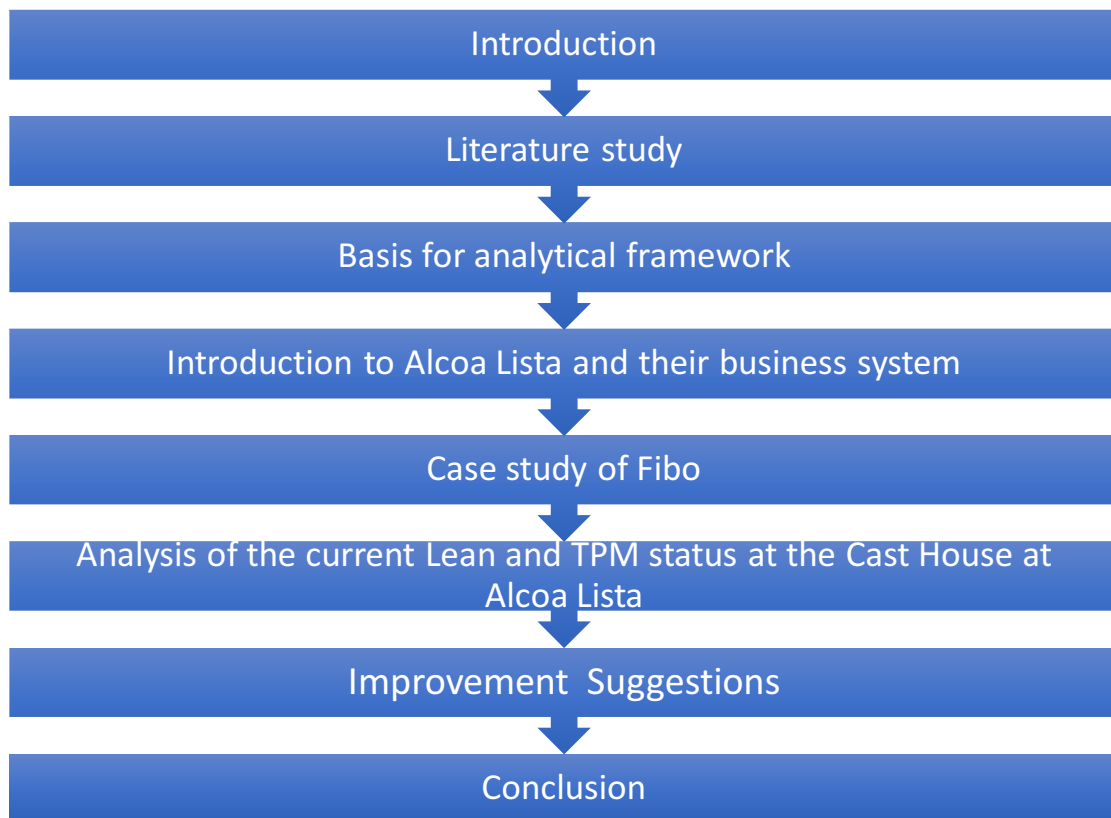 Introduction
Literature study
Basis for analytical framework
Introduction to Alcoa Lista and their business system
Case study of Fibo
Analysis of the current Lean and TPM status at the Cast House at
Alcoa Lista
Improvement Suggestions
Conclusion